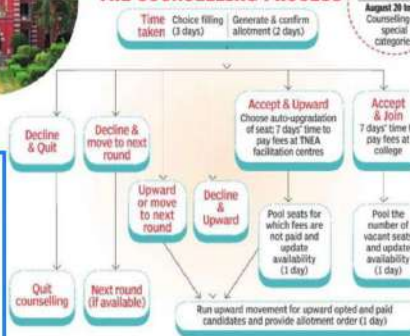 THE COUNSELLING PROCESS
Time
taken
Choice filling
(3 days)
Generate & confirm
allotment (2 days)
August 20 to
Counselling
special
categorie
Decline
& Quit
Decline &
move to next
round
Upward
or move
to next
round
Decline
&
Upward
Accept & Upward
Choose auto-upgradation
of seat; 7 days' time to
pay fees at TNEA
facilitation centres
Accept
& Join
7 days' time
pay fees at
college
Pool seats for
which fees are
not paid and
update
availability
(1 day)
Pool the
number of
vacant seats
and update
availability
(1 day)
Quit
counselling
Next round
(if available)
Run upward movement for upward opted and paid
candidates and provide allotment order (1 day)